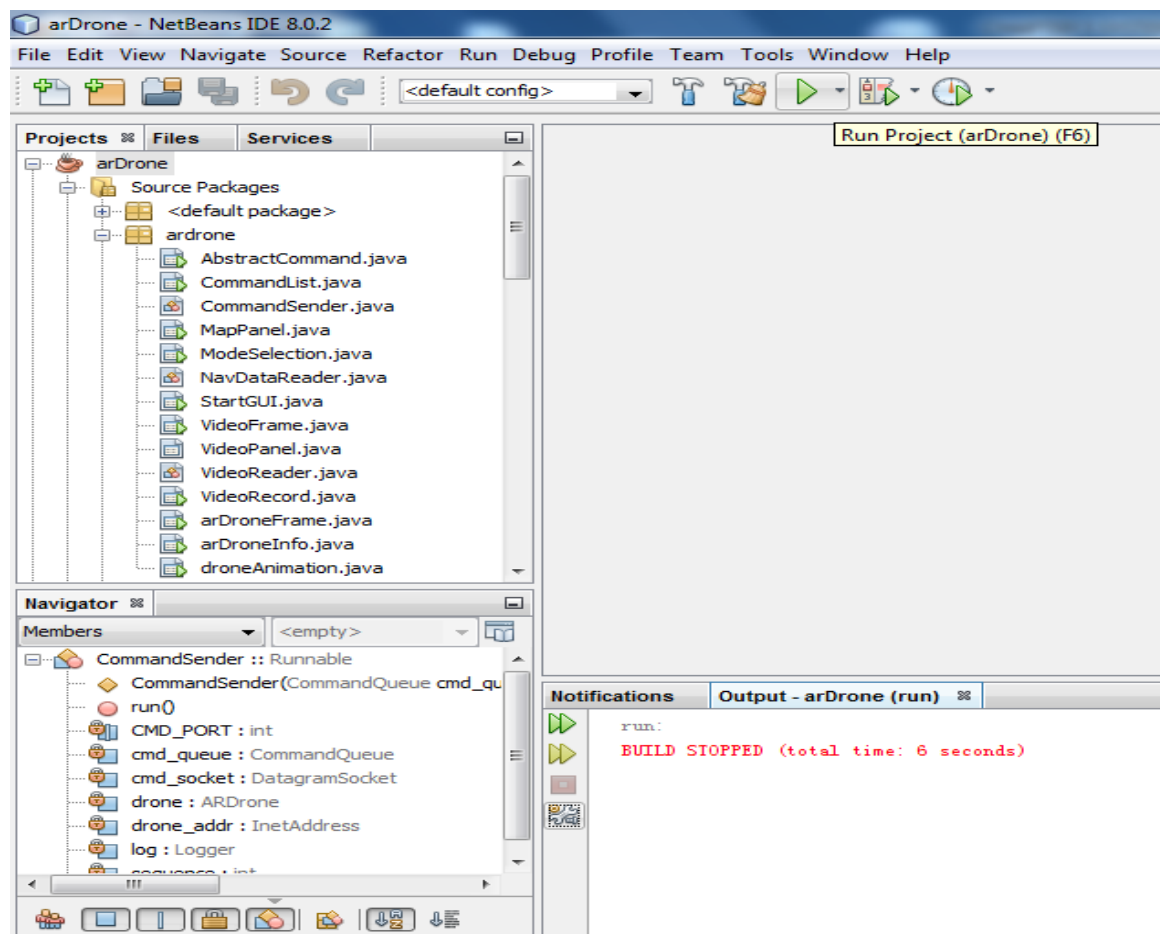 arDrone - NetBeans IDE 8.0.2
File Edit View Navigate Source Refactor Run Debug Profile Team Tools Window Help
<default config>
Run Project (arDrone) (F6)
Projects Files Services
arDrone
Source Packages
<default package>
ardrone
AbstractCommand.java
CommandList.java
CommandSender.java
MapPanel.java
ModeSelection.java
NavDataReader.java
StartGUI.java
VideoFrame.java
VideoPanel.java
VideoReader.java
VideoRecord.java
arDroneFrame.java
arDroneInfo.java
droneAnimation.java
Navigator
Members <empty>
CommandSender :: Runnable
CommandSender(CommandQueue cmd_qu
run()
CMD_PORT : int
cmd_queue : CommandQueue
cmd_socket : DatagramSocket
drone : ARDrone
drone_addr : InetAddress
log : Logger
sequence : int
Notifications Output - arDrone (run)
run:
BUILD STOPPED (total time: 6 seconds)